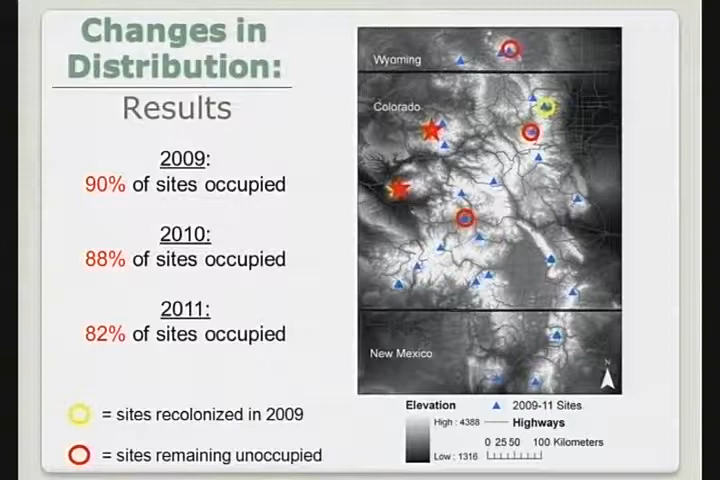 Changes in
Distribution:
Results
2009:
90% of sites occupied
2010:
88% of sites occupied
2011:
82% of sites occupied
= sites recolonized in 2009
= sites remaining unoccupied
Wyoming
Colorado
New Mexico
N
Elevation
High : 4388
Low : 1316
2009-11 Sites
Highways
0 25 50 100 Kilometers